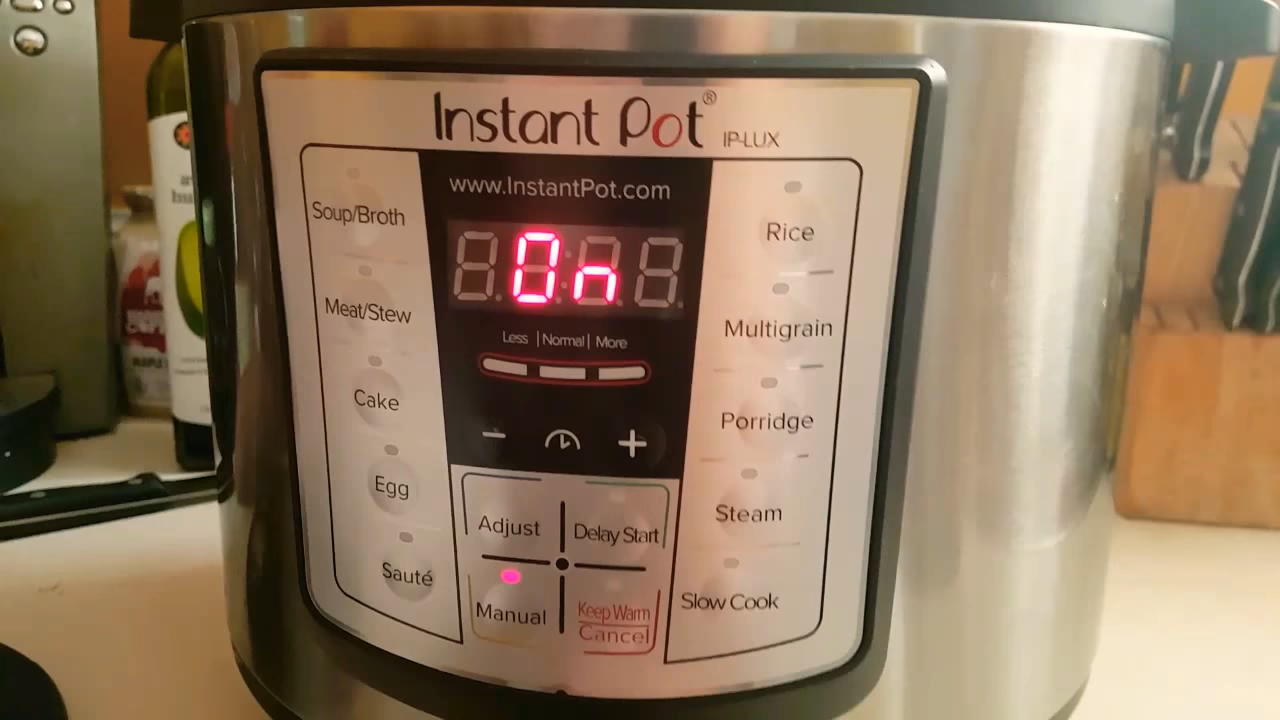 Instant Pot® IP-LUX
www.InstantPot.com
On
Less | Normal | More
− +
Soup/Broth
Meat/Stew
Cake
Egg
Sauté
Adjust
Delay Start
Manual
Keep Warm
Cancel
Rice
Multigrain
Porridge
Steam
Slow Cook